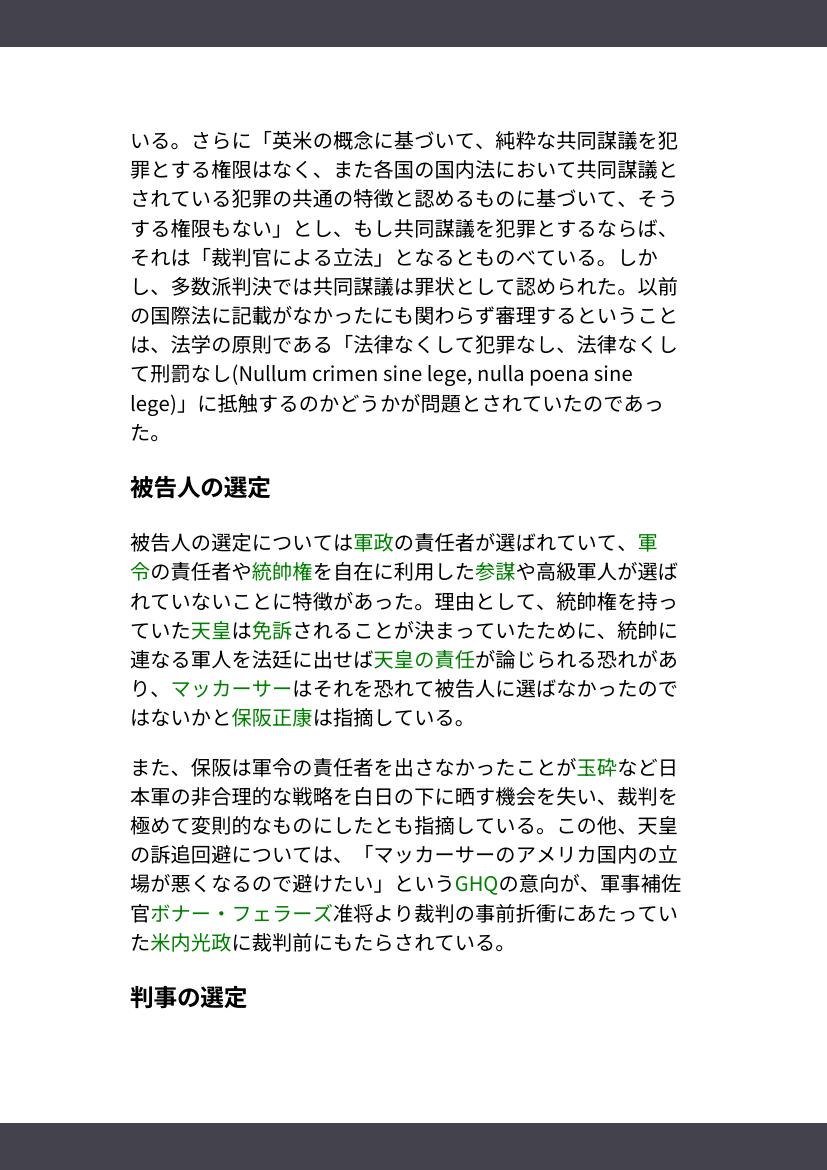 いる。さらに「英米の概念に基づいて、純粋な共同謀議を犯
罪とする権限はなく、また各国の国内法において共同謀議と
されている犯罪の共通の特徴と認めるものに基づいて、そう
する権限もない」とし、もし共同謀議を犯罪とするならば、
それは「裁判官による立法」となるとものべている。しか
し、多数派判決では共同謀議は罪状として認められた。以前
の国際法に記載がなかったにも関わらず審理するということ
は、法学の原則である「法律なくして犯罪なし、法律なくし
て刑罰なし(Nullum crimen sine lege, nulla poena sine
lege)」に抵触するのかどうかが問題とされていたのであっ
た。
被告人の選定
被告人の選定については軍政の責任者が選ばれていて、軍
令の責任者や統帥権を自在に利用した参謀や高級軍人が選ば
れていないことに特徴があった。理由として、統帥権を持っ
ていた天皇は免訴されることが決まっていたために、統帥に
連なる軍人を法廷に出せば天皇の責任が論じられる恐れがあ
り、マッカーサーはそれを恐れて被告人に選ばなかったので
はないかと保阪正康は指摘している。
また、保阪は軍令の責任者を出さなかったことが玉砕など日
本軍の非合理的な戦略を白日の下に晒す機会を失い、裁判を
極めて変則的なものにしたとも指摘している。この他、天皇
の訴追回避については、「マッカーサーのアメリカ国内の立
場が悪くなるので避けたい」というGHQの意向が、軍事補佐
官ボナー・フェラーズ准将より裁判の事前折衝にあたってい
た米内光政に裁判前にもたらされている。
判事の選定